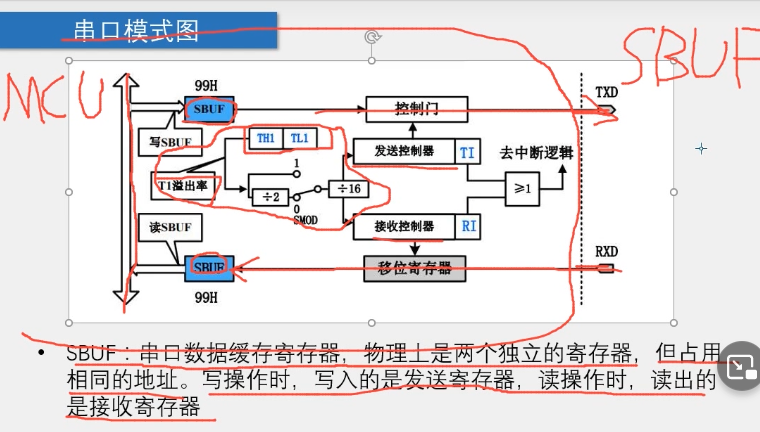 串口模式图
SBUF
MCU
99H
TXD
SBUF
控制门
写SBUF
TH1 TL1
发送控制器 TI
去中断逻辑
T1溢出率
1
÷2
÷16
≥1
0
SMOD
读SBUF
接收控制器 RI
RXD
SBUF
移位寄存器
99H
• SBUF：串口数据缓存寄存器，物理上是两个独立的寄存器，但占用
相同的地址。写操作时，写入的是发送寄存器，读操作时，读出的
是接收寄存器